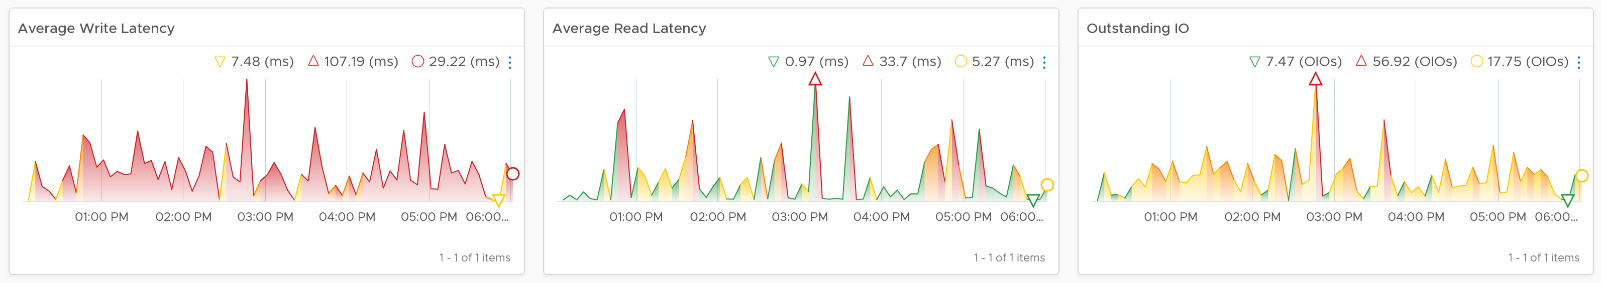 Average Write Latency
7.48 (ms) 107.19 (ms) 29.22 (ms)
01:00 PM 02:00 PM 03:00 PM 04:00 PM 05:00 PM 06:00...
1 - 1 of 1 items
Average Read Latency
0.97 (ms) 33.7 (ms) 5.27 (ms)
01:00 PM 02:00 PM 03:00 PM 04:00 PM 05:00 PM 06:00...
1 - 1 of 1 items
Outstanding IO
7.47 (OIOs) 56.92 (OIOs) 17.75 (OIOs)
01:00 PM 02:00 PM 03:00 PM 04:00 PM 05:00 PM 06:00...
1 - 1 of 1 items